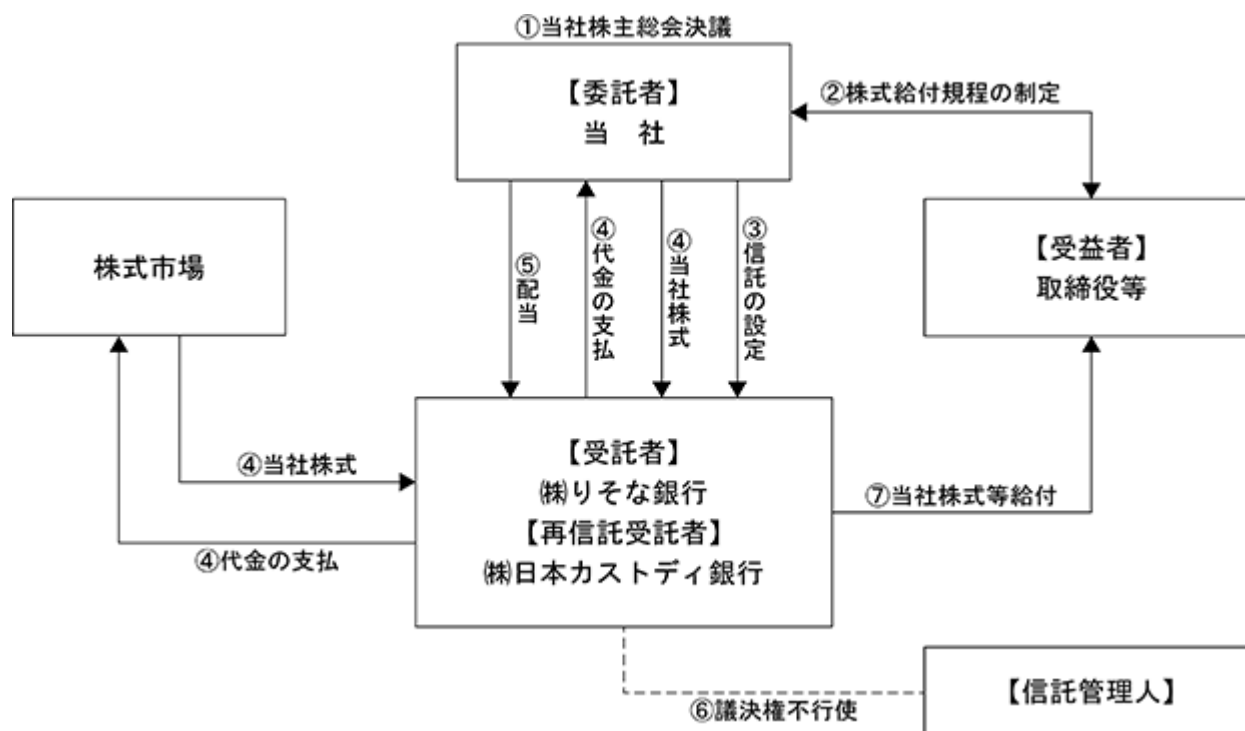 ①当社株主総会決議
【委託者】
当　社
②株式給付規程の制定
株式市場
【受益者】
取締役等
⑤配当
④代金の支払
④当社株式
③信託の設定
④当社株式
④代金の支払
【受託者】
㈱りそな銀行
【再信託受託者】
㈱日本カストディ銀行
⑦当社株式等給付
⑥議決権不行使
【信託管理人】